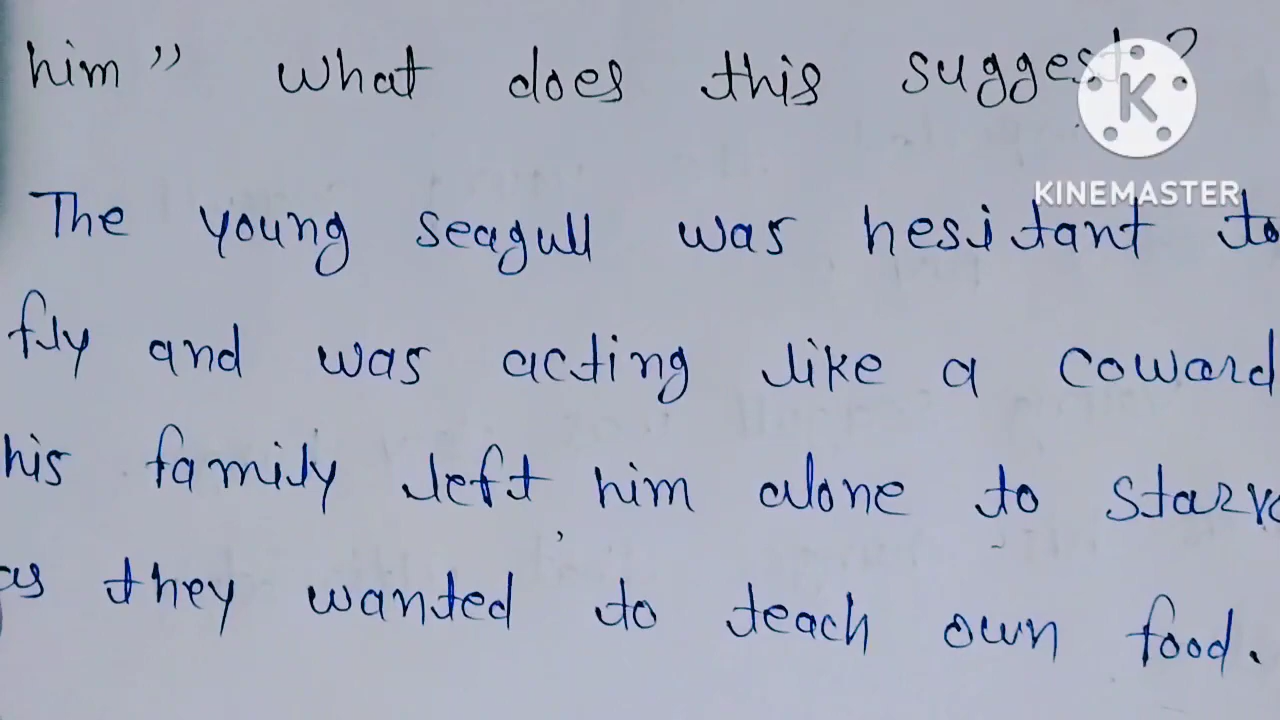 him” What does this suggest?
KINEMASTER
The young seagull was hesitant to
fly and was acting like a coward
his family left him alone to starve
as they wanted to teach own food.